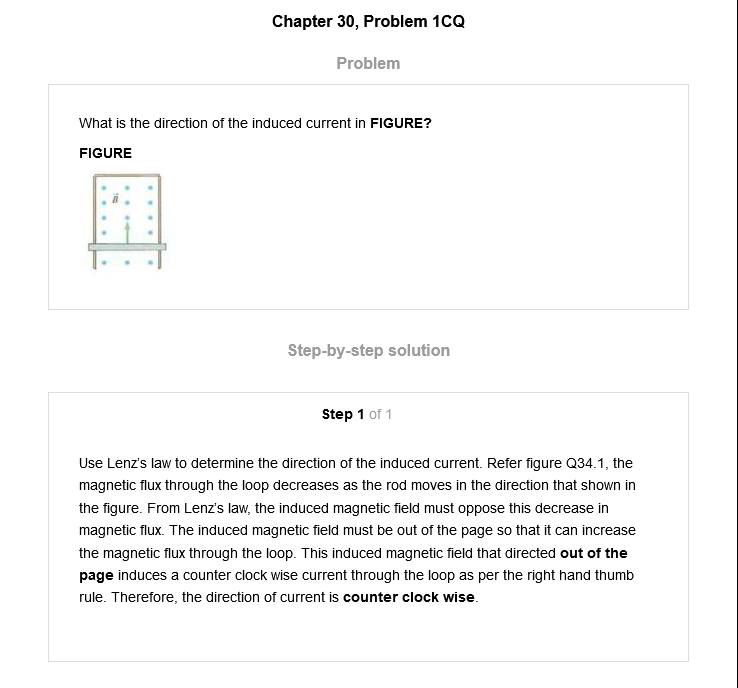 Chapter 30, Problem 1CQ
Problem
What is the direction of the induced current in FIGURE?
FIGURE
B
Step-by-step solution
Step 1 of 1
Use Lenz's law to determine the direction of the induced current. Refer figure Q34.1, the
magnetic flux through the loop decreases as the rod moves in the direction that shown in
the figure. From Lenz's law, the induced magnetic field must oppose this decrease in
magnetic flux. The induced magnetic field must be out of the page so that it can increase
the magnetic flux through the loop. This induced magnetic field that directed out of the
page induces a counter clock wise current through the loop as per the right hand thumb
rule. Therefore, the direction of current is counter clock wise.